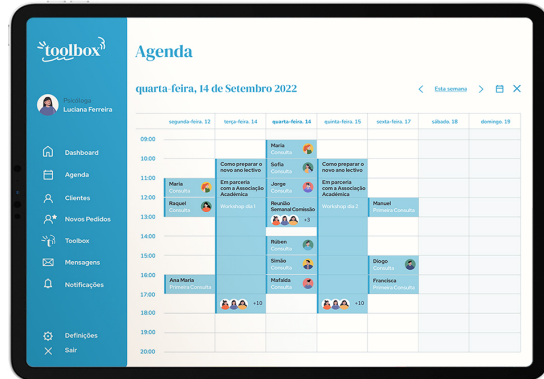 toolbox
Psicóloga
Luciana Ferreira
Dashboard
Agenda
Clientes
Novos Pedidos
Toolbox
Mensagens
Notificações
Definições
Sair
Agenda
quarta-feira, 14 de Setembro 2022
Esta semana
segunda-feira. 12
terça-feira. 14
quarta-feira. 14
quinta-feira. 15
sexta-feira. 17
sábado. 18
domingo. 19
09:00
10:00
11:00
12:00
13:00
14:00
15:00
16:00
17:00
18:00
19:00
20:00
Maria
Consulta
Raquel
Consulta
Ana Maria
Primeira Consulta
Como preparar o
novo ano lectivo
Em parceria
com a Associação
Académica
Workshop dia 1
+10
Maria
Consulta
Sofia
Consulta
Jorge
Consulta
Reunião
Semanal Comissão
+3
Rúben
Consulta
Simão
Consulta
Mafalda
Consulta
Como preparar o
novo ano lectivo
Em parceria
com a Associação
Académica
Workshop dia 2
+10
Manuel
Primeira Consulta
Diogo
Consulta
Francisca
Primeira Consulta